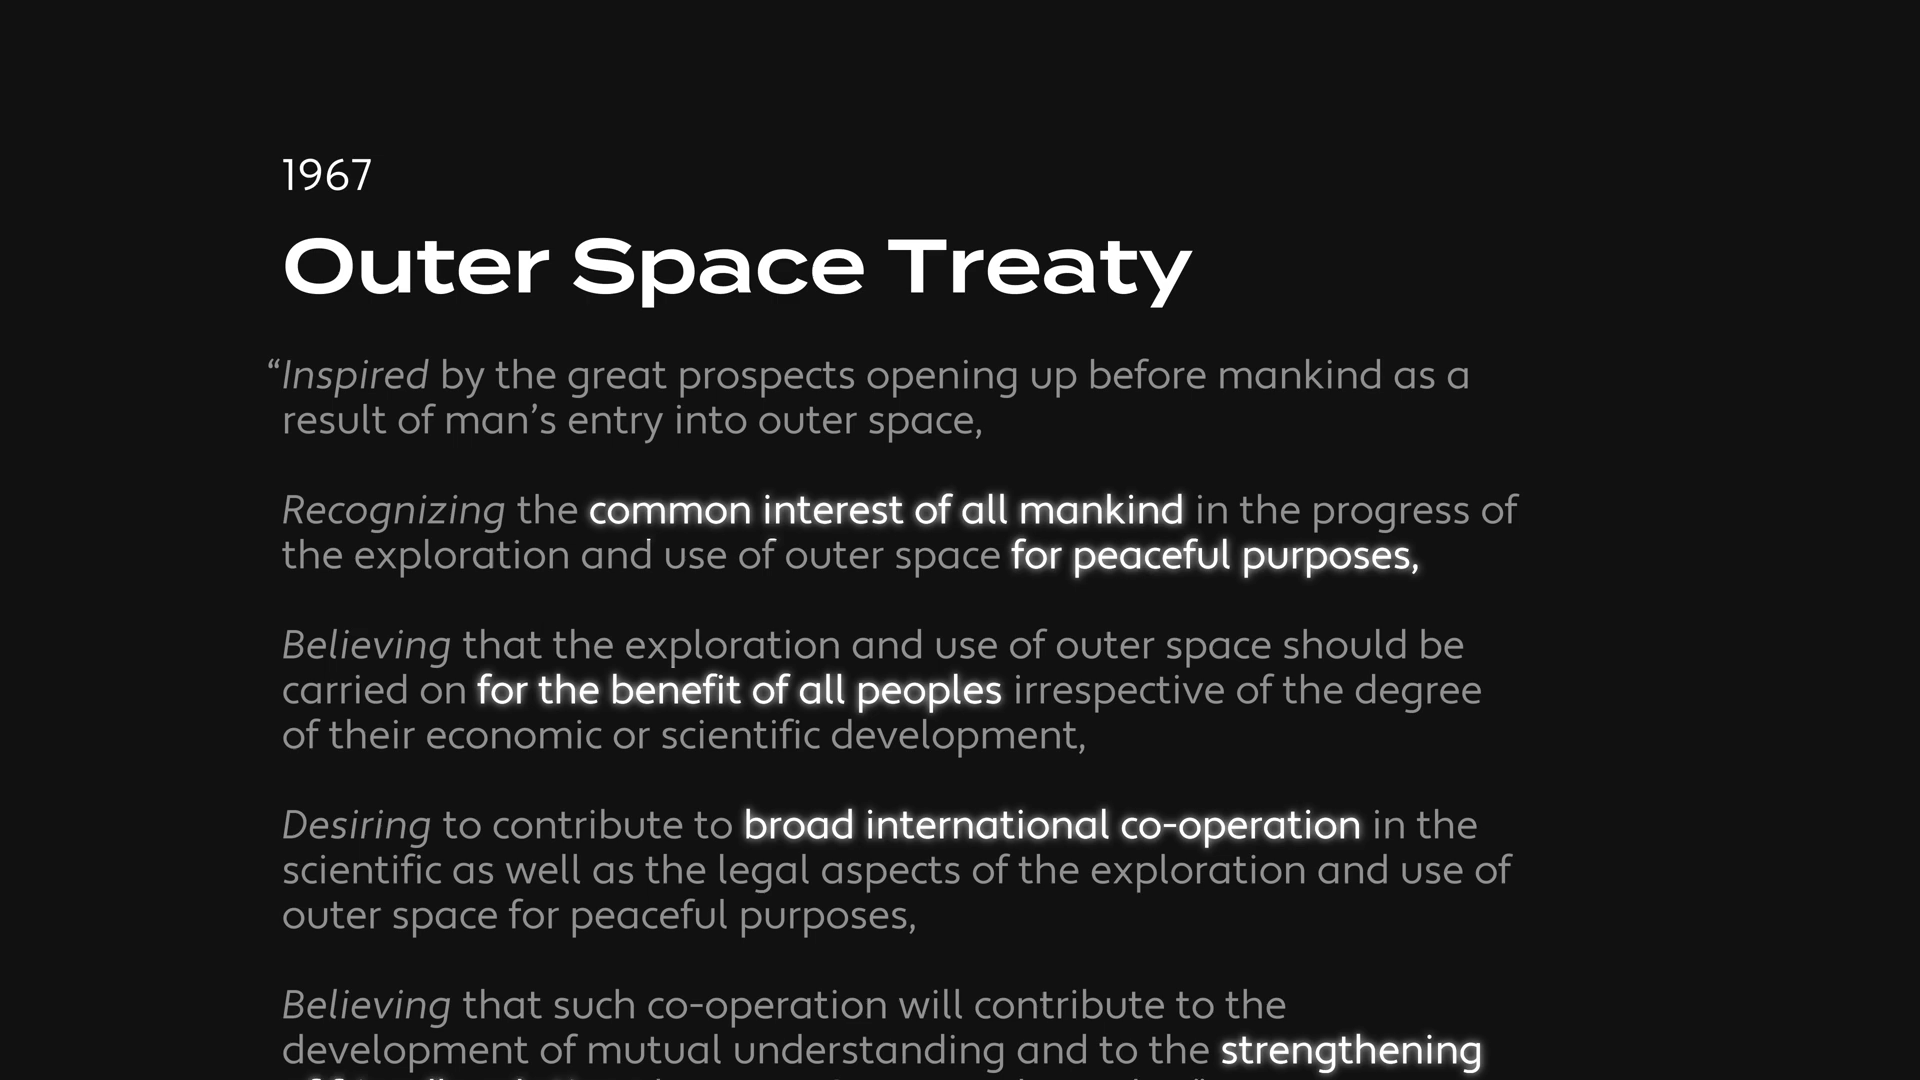 1967
Outer Space Treaty
“Inspired by the great prospects opening up before mankind as a
result of man’s entry into outer space,
Recognizing the common interest of all mankind in the progress of
the exploration and use of outer space for peaceful purposes,
Believing that the exploration and use of outer space should be
carried on for the benefit of all peoples irrespective of the degree
of their economic or scientific development,
Desiring to contribute to broad international co-operation in the
scientific as well as the legal aspects of the exploration and use of
outer space for peaceful purposes,
Believing that such co-operation will contribute to the
development of mutual understanding and to the strengthening